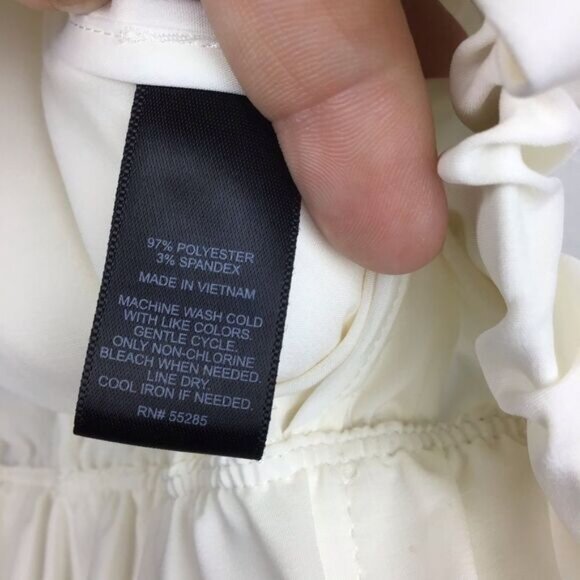 97% POLYESTER
3% SPANDEX
MADE IN VIETNAM
MACHINE WASH COLD
WITH LIKE COLORS.
GENTLE CYCLE.
ONLY NON-CHLORINE
BLEACH WHEN NEEDED.
LINE DRY.
COOL IRON IF NEEDED.
RN# 55285